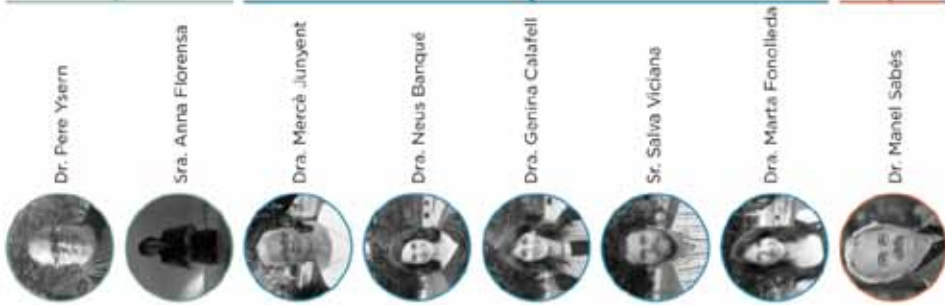 Dr. Pere Ysern
Sra. Anna Florensa
Dra. Mercè Junyent
Dra. Neus Banqué
Dra. Genina Calafell
Sr. Salva Viciana
Dra. Marta Fonolleda
Dr. Manel Sabés